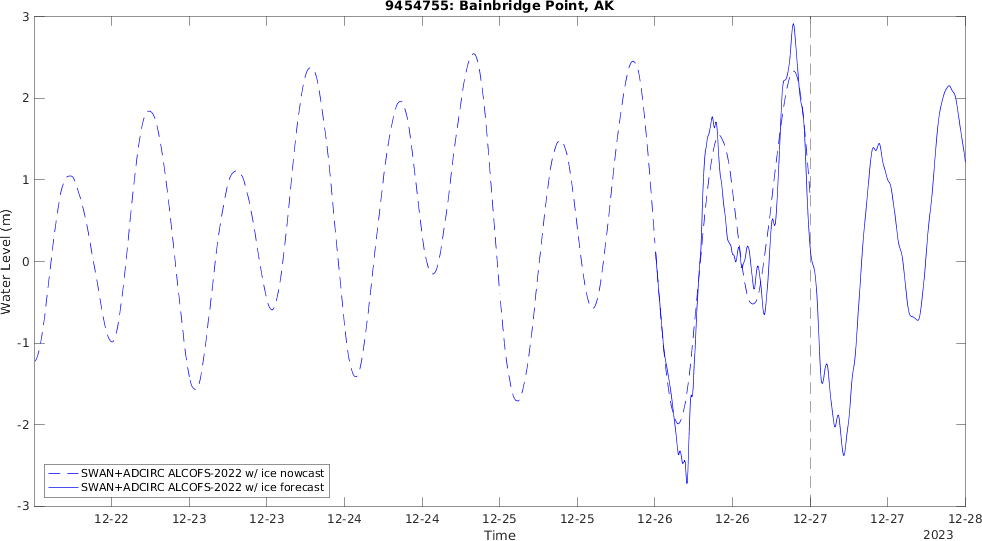 9454755: Bainbridge Point, AK
3
2
1
0
-1
-2
-3
Water Level (m)
SWAN+ADCIRC ALCOFS-2022 w/ ice nowcast
SWAN+ADCIRC ALCOFS-2022 w/ ice forecast
12-22 12-23 12-23 12-24 12-24 12-25 12-25 12-26 12-26 12-27 12-27 12-28
Time
2023